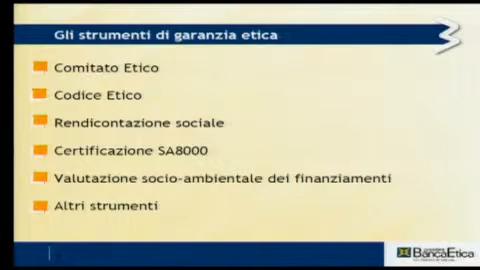 Gli strumenti di garanzia etica
Comitato Etico
Codice Etico
Rendicontazione sociale
Certificazione SA8000
Valutazione socio-ambientale dei finanziamenti
Altri strumenti
BancaEtica